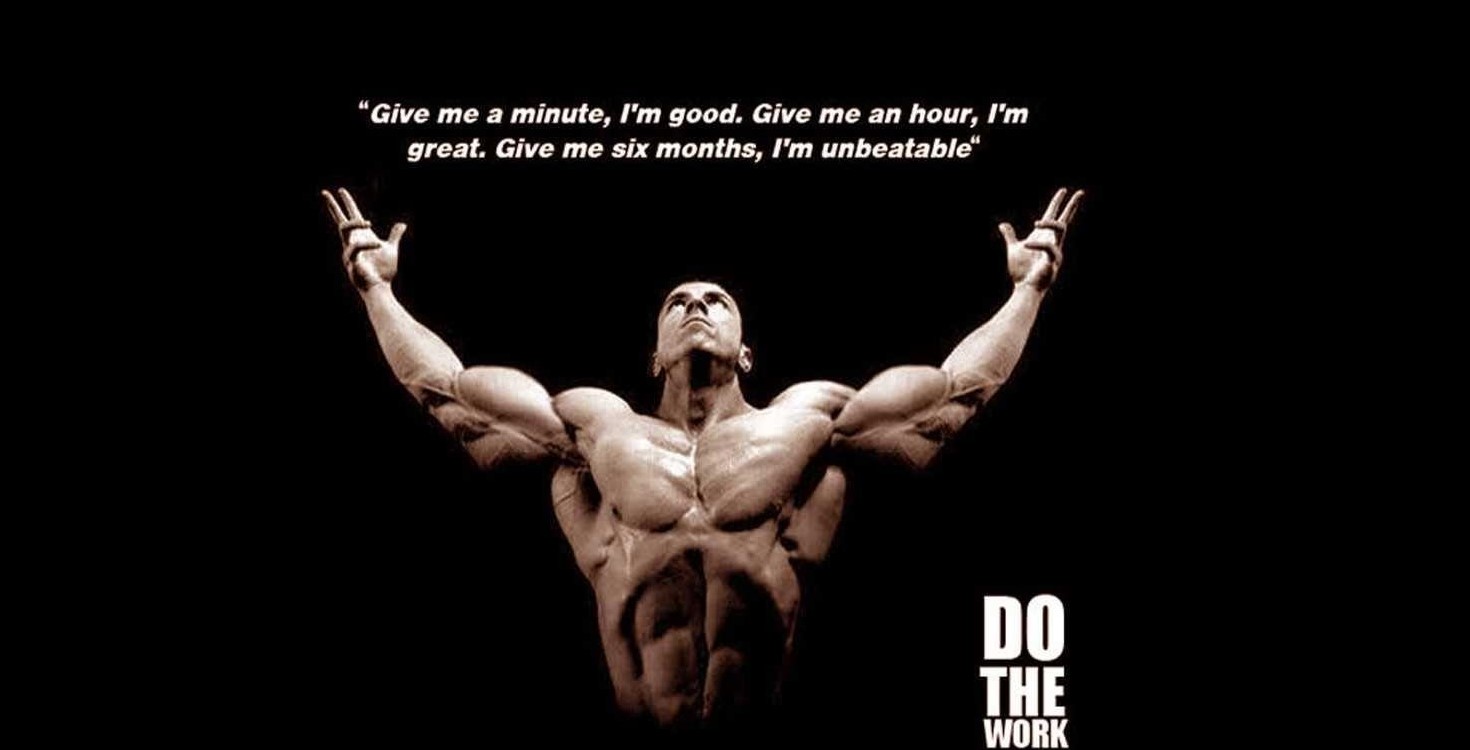 “Give me a minute, I'm good. Give me an hour, I'm
great. Give me six months, I'm unbeatable“
DO
THE
WORK